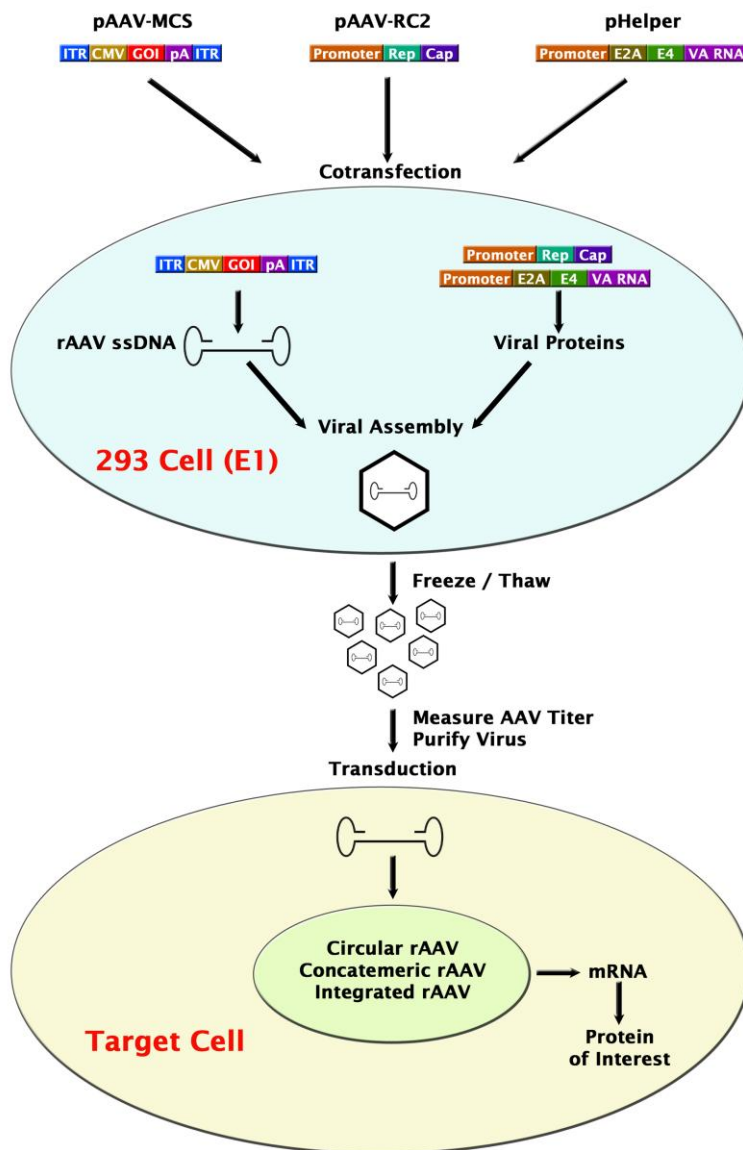 pAAV-MCS
pAAV-RC2
pHelper
ITR CMV GOI pA ITR
Promoter Rep Cap
Promoter E2A E4 VA RNA
Cotransfection
Promoter Rep Cap
ITR CMV GOI pA ITR
Promoter E2A E4 VA RNA
rAAV ssDNA
Viral Proteins
Viral Assembly
293 Cell (E1)
Freeze / Thaw
Measure AAV Titer
Purify Virus
Transduction
Circular rAAV
Concatemeric rAAV
Integrated rAAV
mRNA
Protein
of Interest
Target Cell